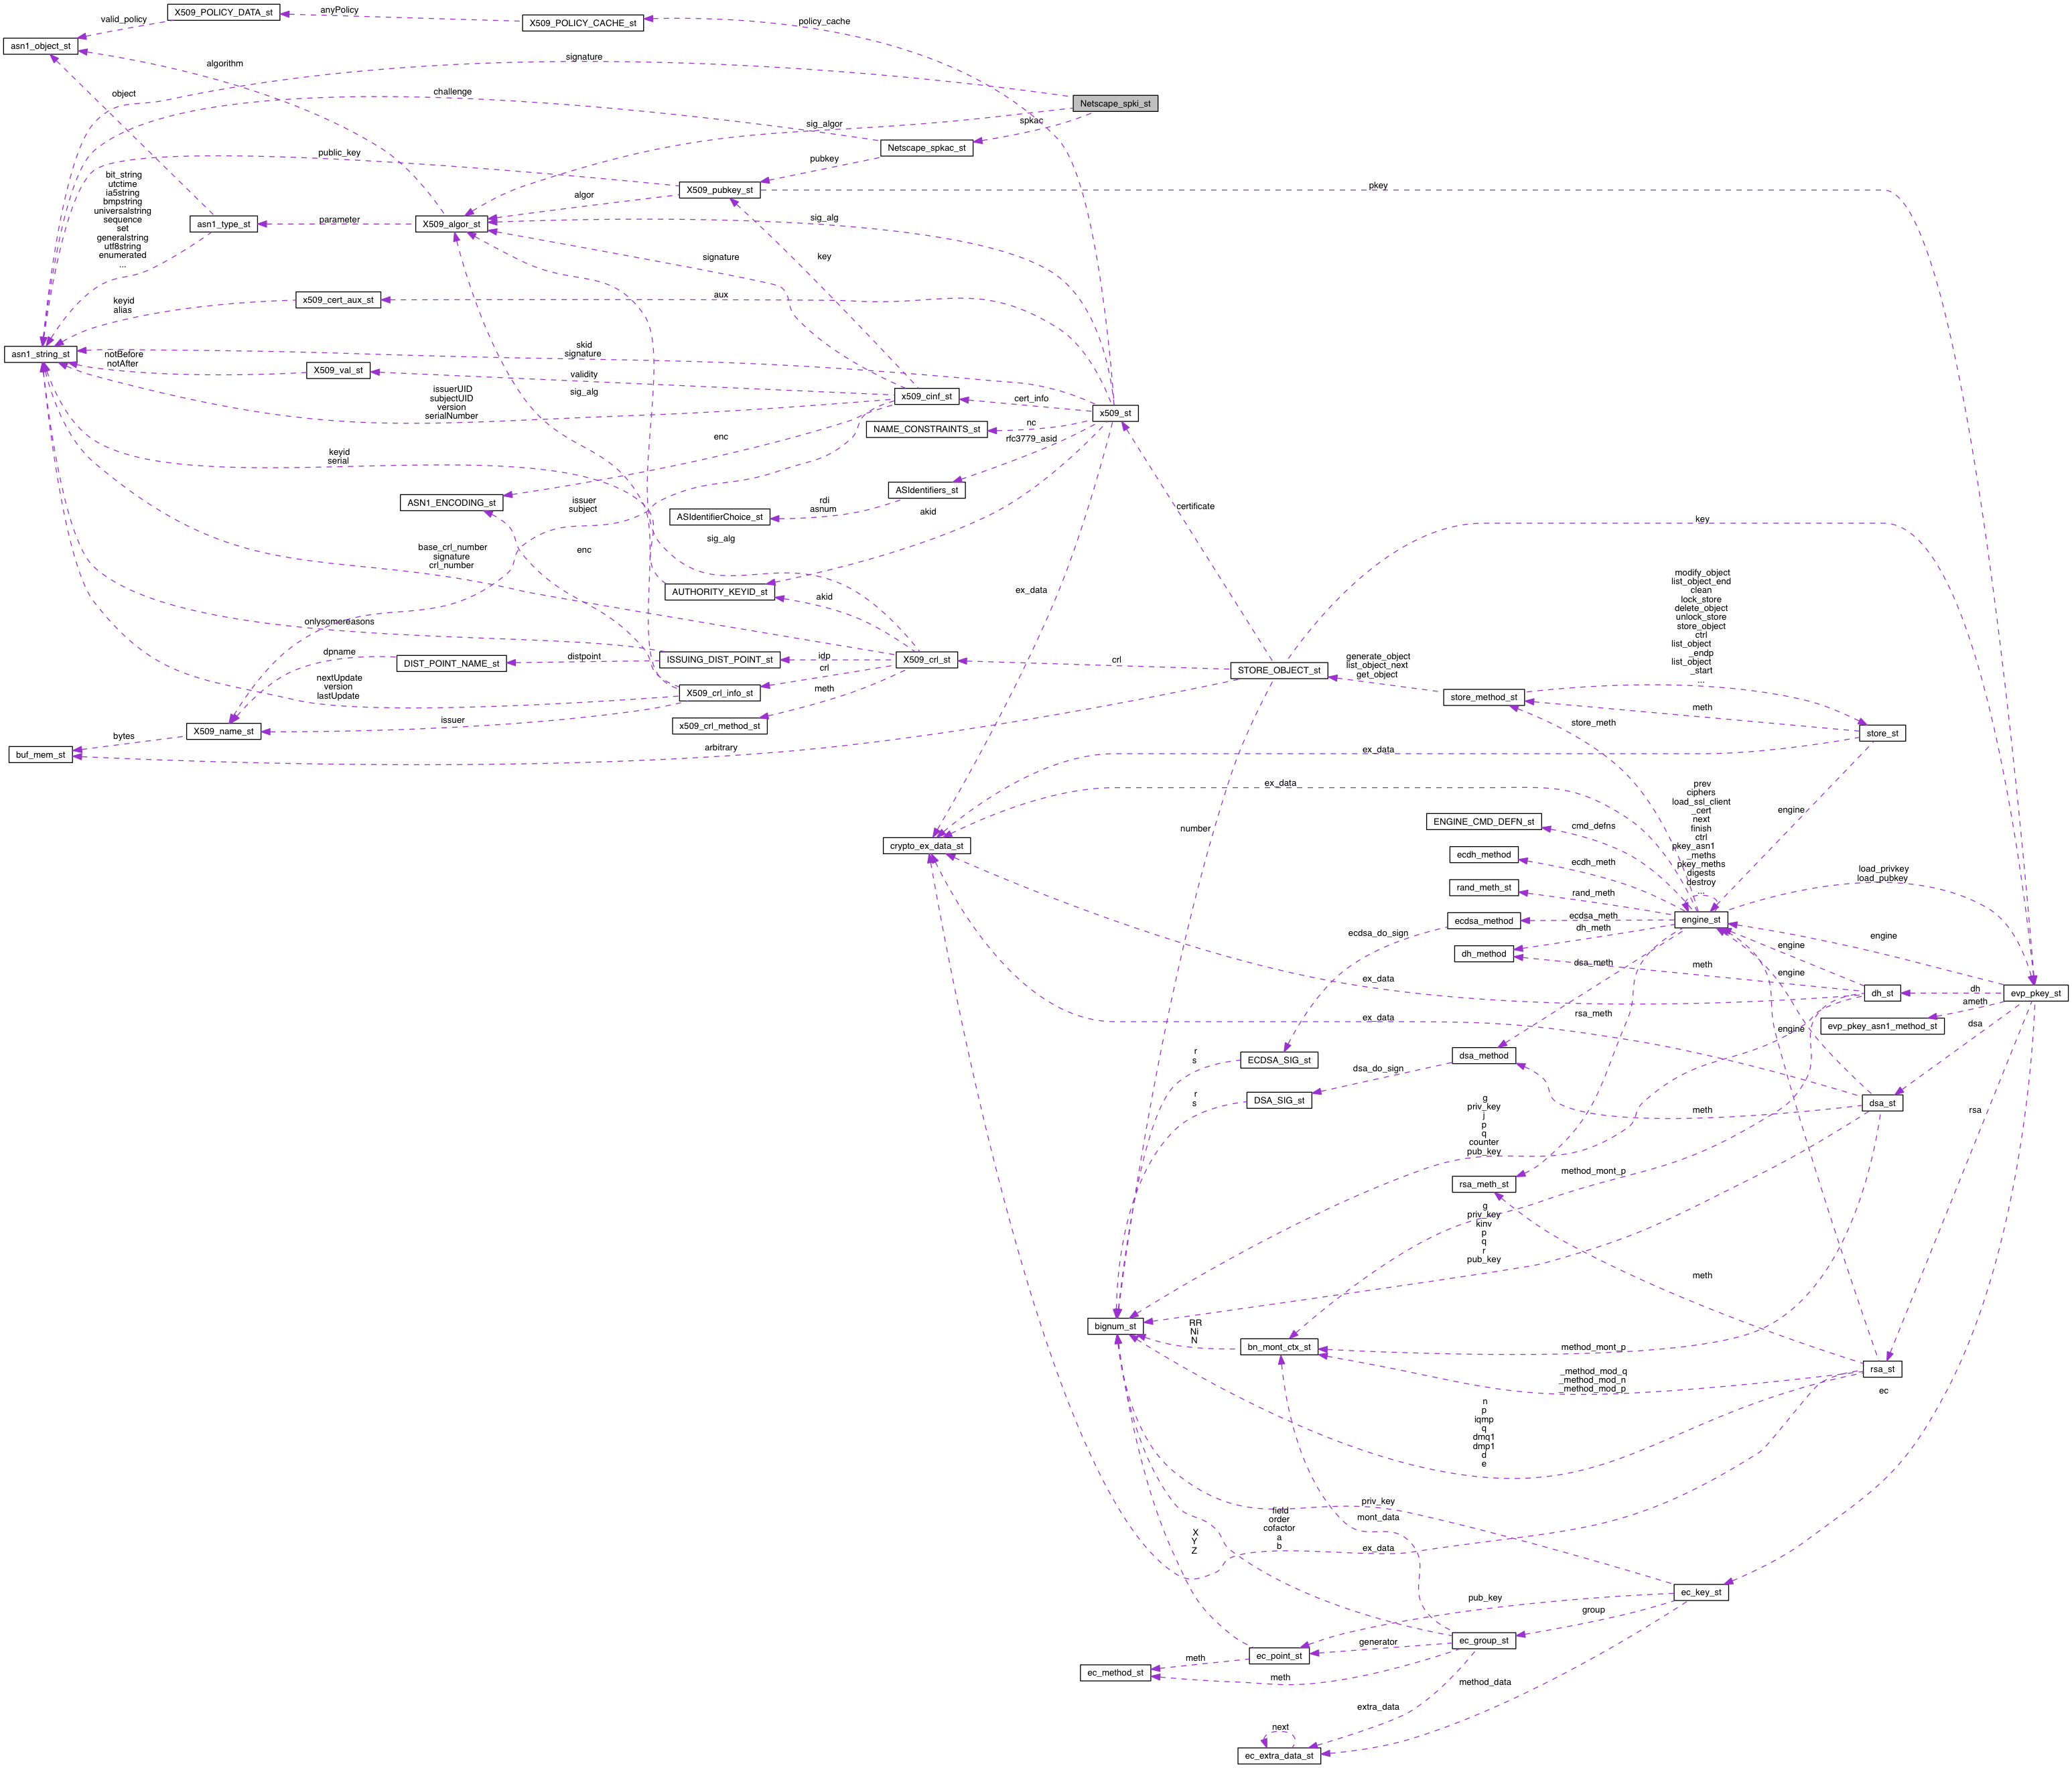 X509_POLICY_DATA_st
anyPolicy
X509_POLICY_CACHE_st
policy_cache
valid_policy
asn1_object_st
algorithm
signature
object
challenge
Netscape_spki_st
spkac
sig_algor
Netscape_spkac_st
public_key
pubkey
bit_string
utctime
ia5string
bmpstring
universalstring
sequence
set
generalstring
utf8string
enumerated
...
X509_pubkey_st
pkey
algor
asn1_type_st
parameter
X509_algor_st
sig_alg
signature
key
keyid
alias
x509_cert_aux_st
aux
asn1_string_st
notBefore
notAfter
X509_val_st
skid
signature
validity
issuerUID
subjectUID
version
serialNumber
sig_alg
x509_cinf_st
cert_info
x509_st
NAME_CONSTRAINTS_st
nc
rfc3779_asid
enc
keyid
serial
ASN1_ENCODING_st
issuer
subject
ASIdentifiers_st
rdi
asnum
ASIdentifierChoice_st
akid
certificate
key
base_crl_number
signature
crl_number
enc
sig_alg
AUTHORITY_KEYID_st
akid
ex_data
modify_object
list_object_end
clean
lock_store
delete_object
unlock_store
store_object
ctrl
list_object
_endp
list_object
_start
...
onlysomereasons
dpname
DIST_POINT_NAME_st
distpoint
ISSUING_DIST_POINT_st
idp
crl
X509_crl_st
crl
STORE_OBJECT_st
generate_object
list_object_next
get_object
nextUpdate
version
lastUpdate
X509_crl_info_st
meth
store_method_st
meth
X509_name_st
issuer
x509_crl_method_st
store_meth
store_st
bytes
buf_mem_st
arbitrary
ex_data
ex_data
prev
ciphers
load_ssl_client
_cert
next
finish
ctrl
pkey_asn1
_meths
pkey_meths
digests
destroy
...
engine
number
crypto_ex_data_st
ENGINE_CMD_DEFN_st
cmd_defns
ecdh_method
ecdh_meth
load_privkey
load_pubkey
rand_meth_st
rand_meth
ecdsa_method
ecdsa_meth
engine_st
ecdsa_do_sign
dh_meth
engine
engine
dh_method
dsa_meth
meth
engine
ex_data
dh_st
dh
evp_pkey_st
ameth
ex_data
rsa_meth
engine
evp_pkey_asn1_method_st
dsa
r
s
ECDSA_SIG_st
dsa_method
dsa_do_sign
r
s
DSA_SIG_st
g
priv_key
j
p
q
counter
pub_key
meth
dsa_st
rsa
rsa_meth_st
method_mont_p
g
priv_key
kinv
p
q
r
pub_key
meth
bignum_st
RR
Ni
N
bn_mont_ctx_st
method_mont_p
_method_mod_q
_method_mod_n
_method_mod_p
rsa_st
ec
n
p
iqmp
q
dmq1
dmp1
d
e
priv_key
field
order
cofactor
a
b
mont_data
X
Y
Z
ex_data
ec_key_st
pub_key
group
ec_group_st
generator
ec_point_st
meth
ec_method_st
meth
method_data
extra_data
next
ec_extra_data_st